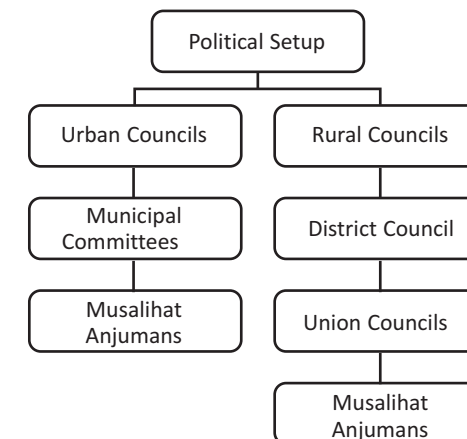 Political Setup
Urban Councils
Rural Councils
Municipal
Committees
District Council
Musalihat
Anjumans
Union Councils
Musalihat
Anjumans